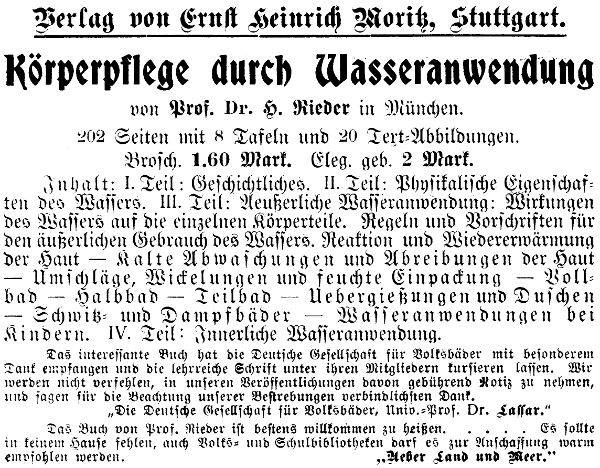 Verlag von Ernst Heinrich Moritz, Stuttgart.
Körperpflege durch Wasseranwendung
von Prof. Dr. H. Rieder in München.
202 Seiten mit 8 Tafeln und 20 Text-Abbildungen.
Brosch. 1.60 Mark. Eleg. geb. 2 Mark.
Inhalt: I. Teil: Geschichtliches. II. Teil: Physikalische Eigenschaf-
ten des Wassers. III. Teil: Aeußerliche Wasseranwendung: Wirkungen
des Wassers auf die einzelnen Körperteile. Regeln und Vorschriften für
den äußerlichen Gebrauch des Wassers. Reaktion und Wiedererwärmung
der Haut — Kalte Abwaschungen und Abreibungen der Haut
— Umschläge, Wickelungen und feuchte Einpackung — Voll-
bad — Halbbad — Teilbad — Uebergießungen und Duschen
— Schwitz- und Dampfbäder — Wasseranwendungen bei
Kindern. IV. Teil: Innerliche Wasseranwendung.
Das interessante Buch hat die Deutsche Gesellschaft für Volksbäder mit besonderem
Dank empfangen und die lehrreiche Schrift unter ihren Mitgliedern kursieren lassen. Wir
werden nicht verfehlen, in unseren Veröffentlichungen davon gebührend Notiz zu nehmen,
und sagen für die Beachtung unserer Bestrebungen verbindlichsten Dank.
„Die Deutsche Gesellschaft für Volksbäder, Univ.-Prof. Dr. Lassar."
Das Buch von Prof. Rieder ist bestens willkommen zu heißen. . . . . Es sollte
in keinem Hause fehlen, auch Volks- und Schulbibliotheken darf es zur Anschaffung warm
empfohlen werden. „Ueber Land und Meer."